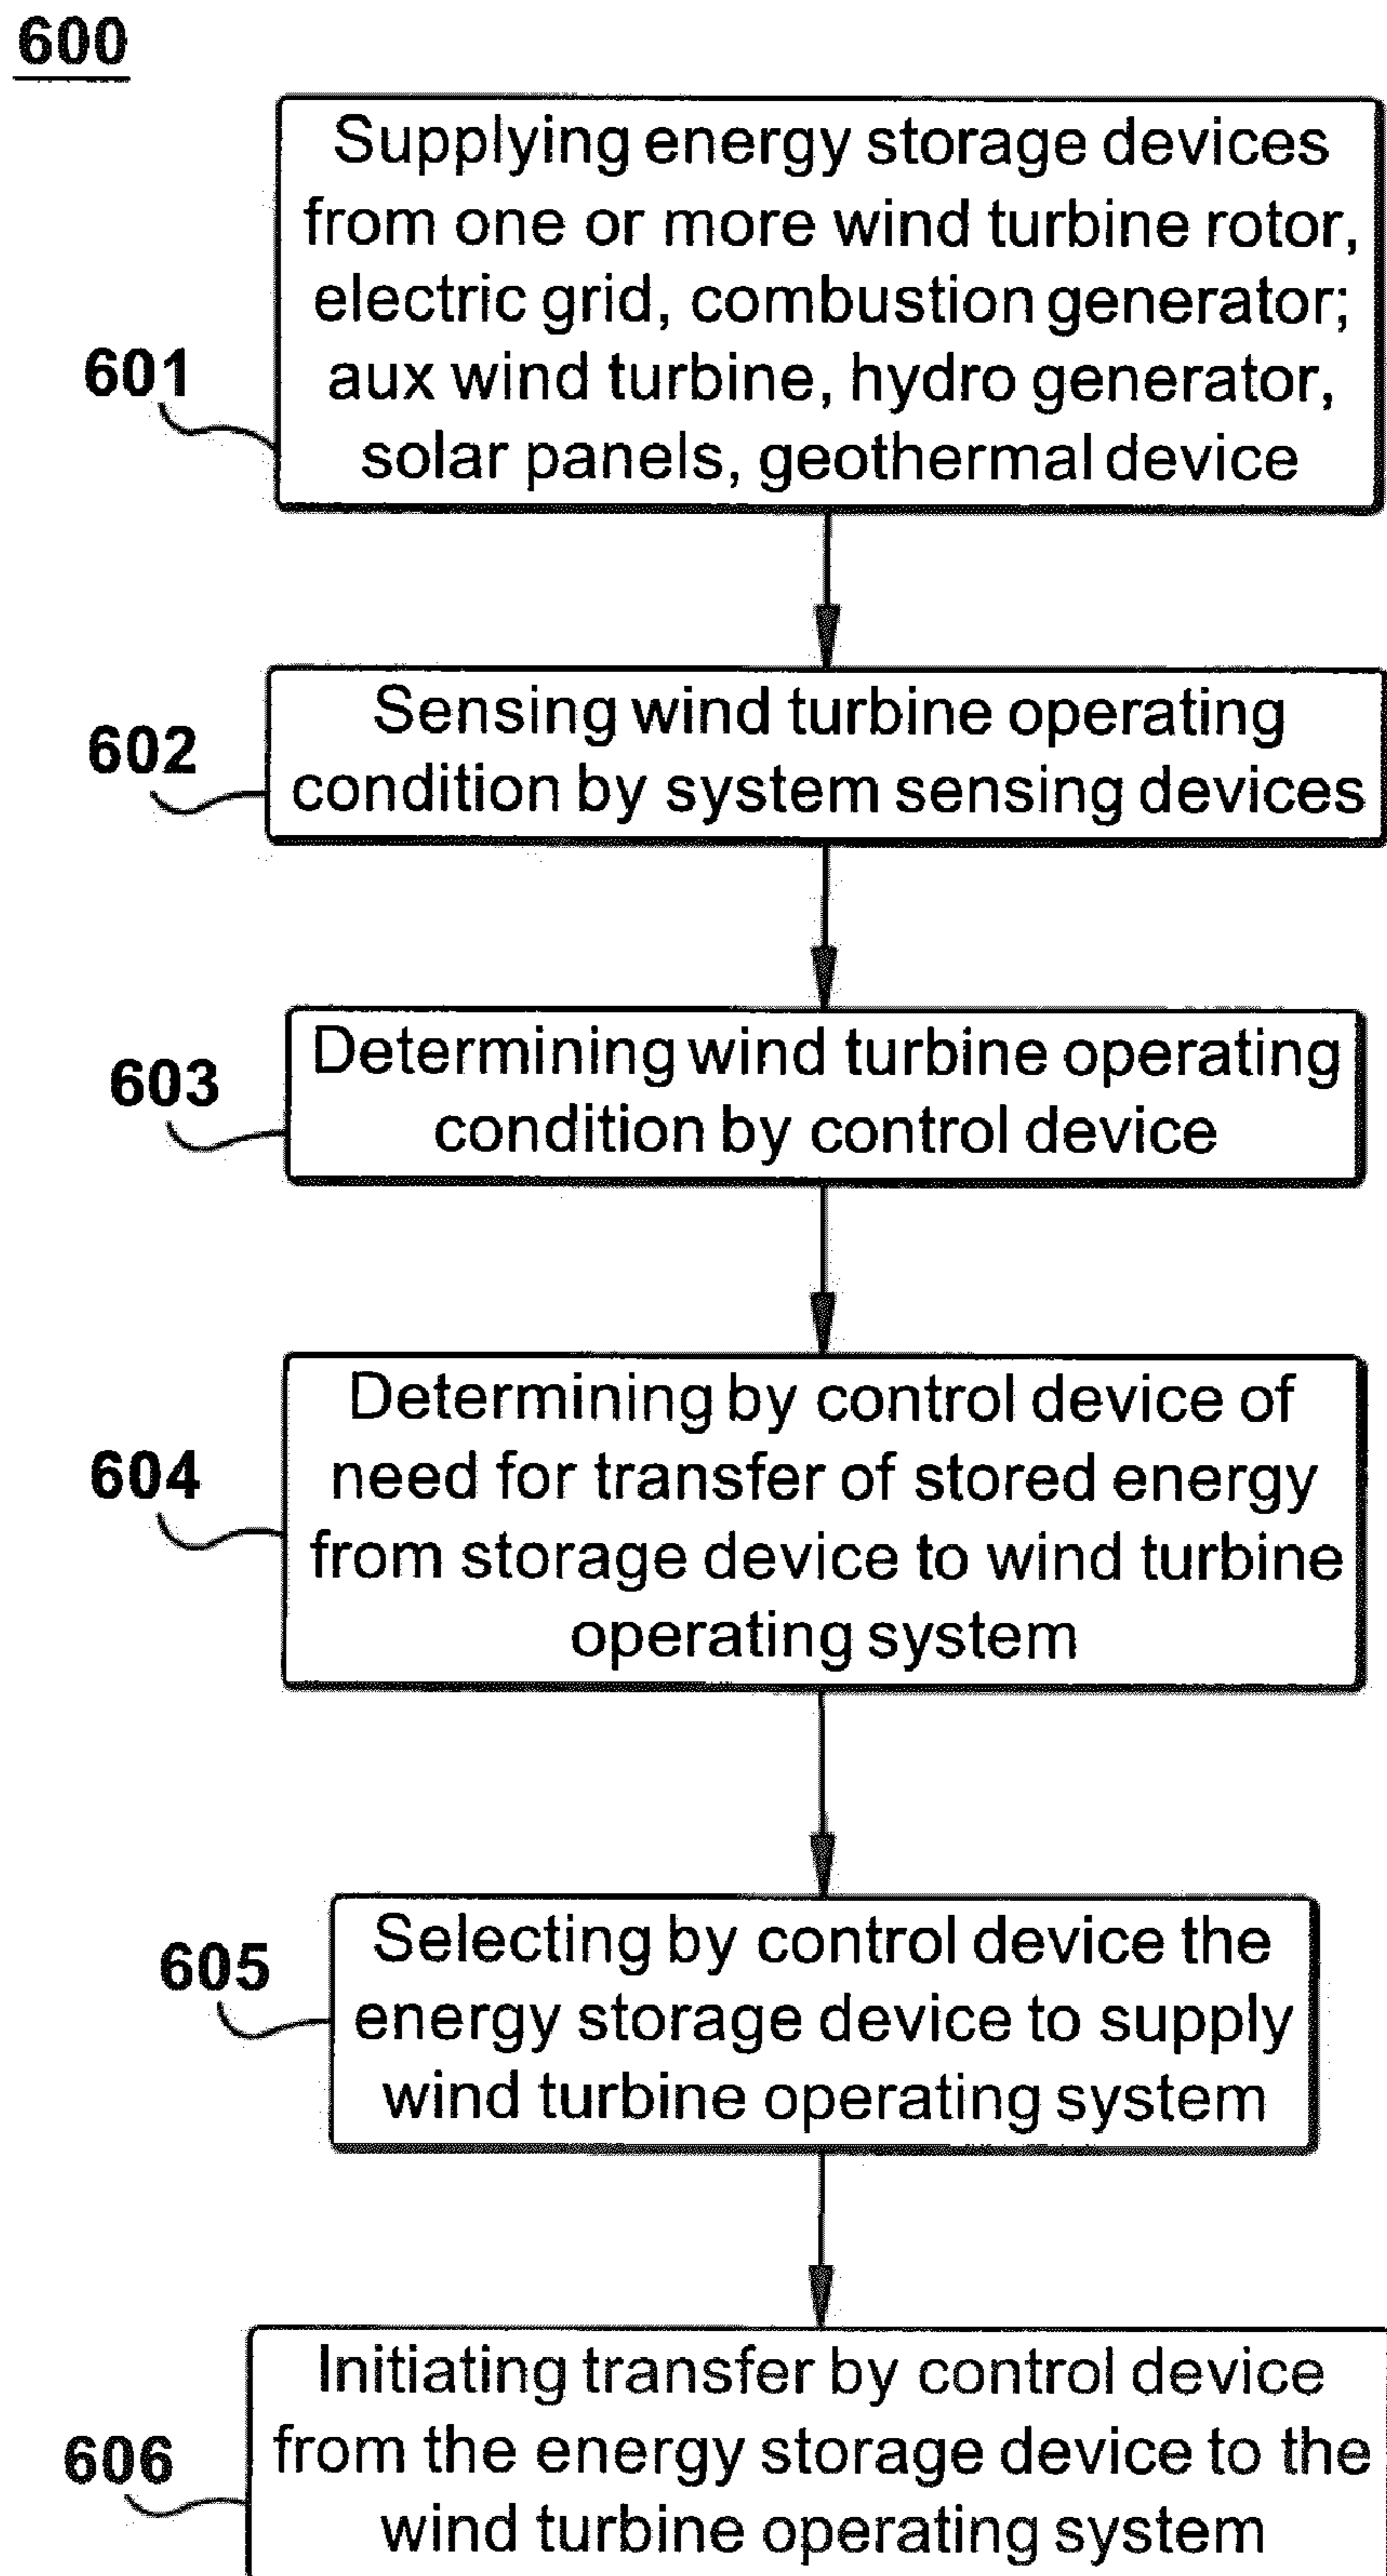 600
Supplying energy storage devices
from one or more wind turbine rotor,
electric grid, combustion generator;
aux wind turbine, hydro generator,
solar panels, geothermal device
601
Sensing wind turbine operating
condition by system sensing devices
602
Determining wind turbine operating
condition by control device
603
Determining by control device of
need for transfer of stored energy
from storage device to wind turbine
operating system
604
Selecting by control device the
energy storage device to supply
wind turbine operating system
605
Initiating transfer by control device
from the energy storage device to the
wind turbine operating system
606